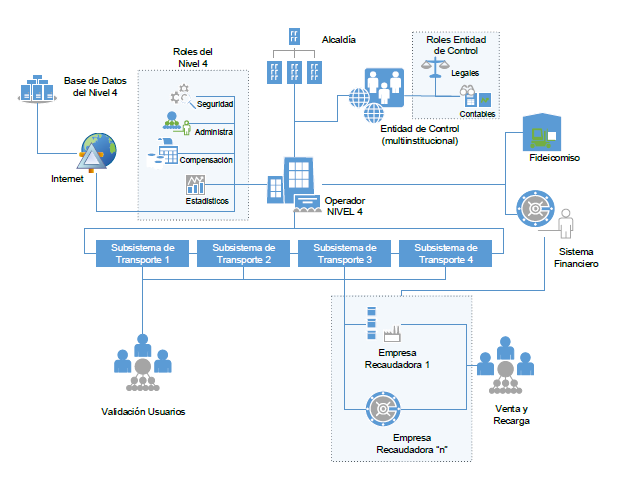 Alcaldía
Roles Entidad
de Control
Legales
Contables
Roles del
Nivel 4
Seguridad
Administra
Compensación
Estadísticos
Base de Datos
del Nivel 4
Internet
Entidad de Control
(multiinstitucional)
Fideicomiso
Operador
NIVEL 4
Sistema
Financiero
Subsistema de
Transporte 1
Subsistema de
Transporte 2
Subsistema de
Transporte 3
Subsistema de
Transporte 4
Validación Usuarios
Empresa
Recaudadora 1
Empresa
Recaudadora “n”
Venta y
Recarga